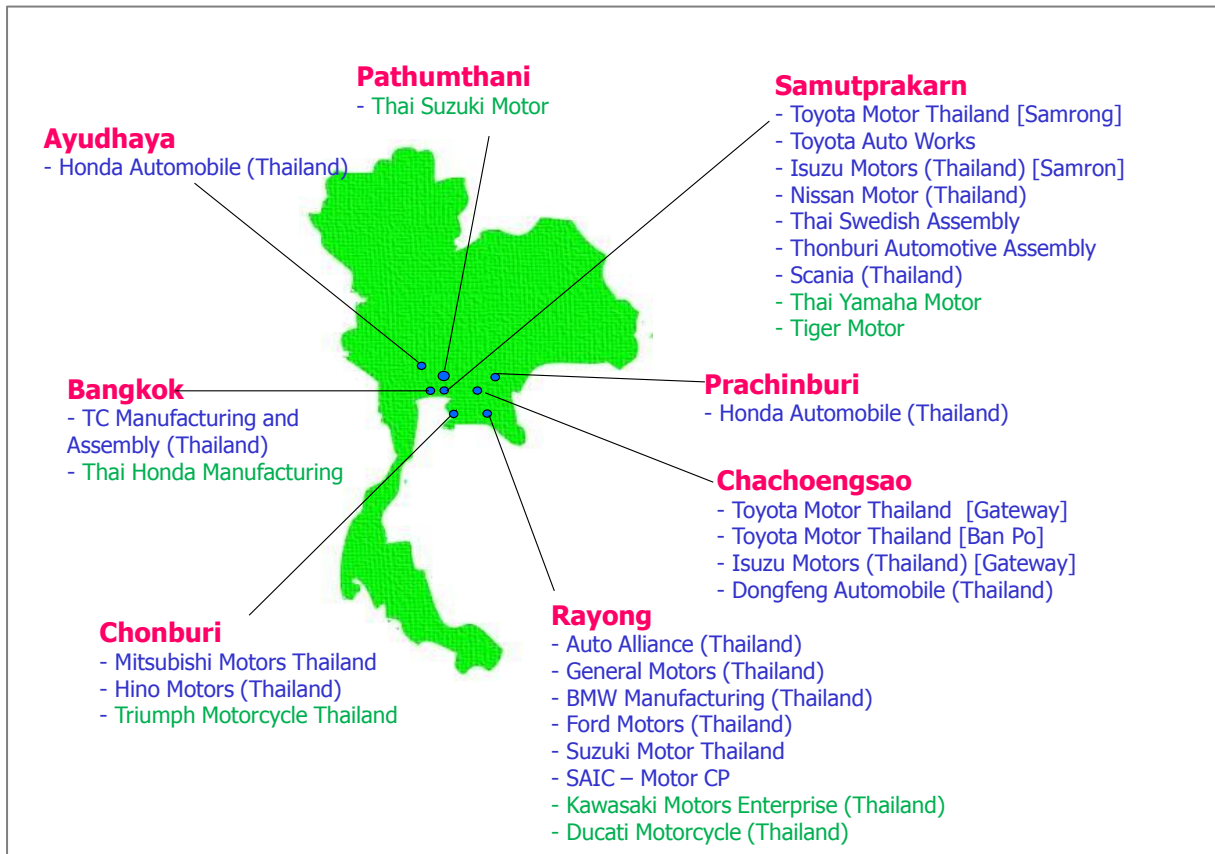 Pathumthani
- Thai Suzuki Motor
Samutprakarn
- Toyota Motor Thailand [Samrong]
- Toyota Auto Works
- Isuzu Motors (Thailand) [Samron]
- Nissan Motor (Thailand)
- Thai Swedish Assembly
- Thonburi Automotive Assembly
- Scania (Thailand)
- Thai Yamaha Motor
- Tiger Motor
Ayudhaya
- Honda Automobile (Thailand)
Bangkok
- TC Manufacturing and
Assembly (Thailand)
- Thai Honda Manufacturing
Prachinburi
- Honda Automobile (Thailand)
Chachoengsao
- Toyota Motor Thailand [Gateway]
- Toyota Motor Thailand [Ban Po]
- Isuzu Motors (Thailand) [Gateway]
- Dongfeng Automobile (Thailand)
Chonburi
- Mitsubishi Motors Thailand
- Hino Motors (Thailand)
- Triumph Motorcycle Thailand
Rayong
- Auto Alliance (Thailand)
- General Motors (Thailand)
- BMW Manufacturing (Thailand)
- Ford Motors (Thailand)
- Suzuki Motor Thailand
- SAIC – Motor CP
- Kawasaki Motors Enterprise (Thailand)
- Ducati Motorcycle (Thailand)